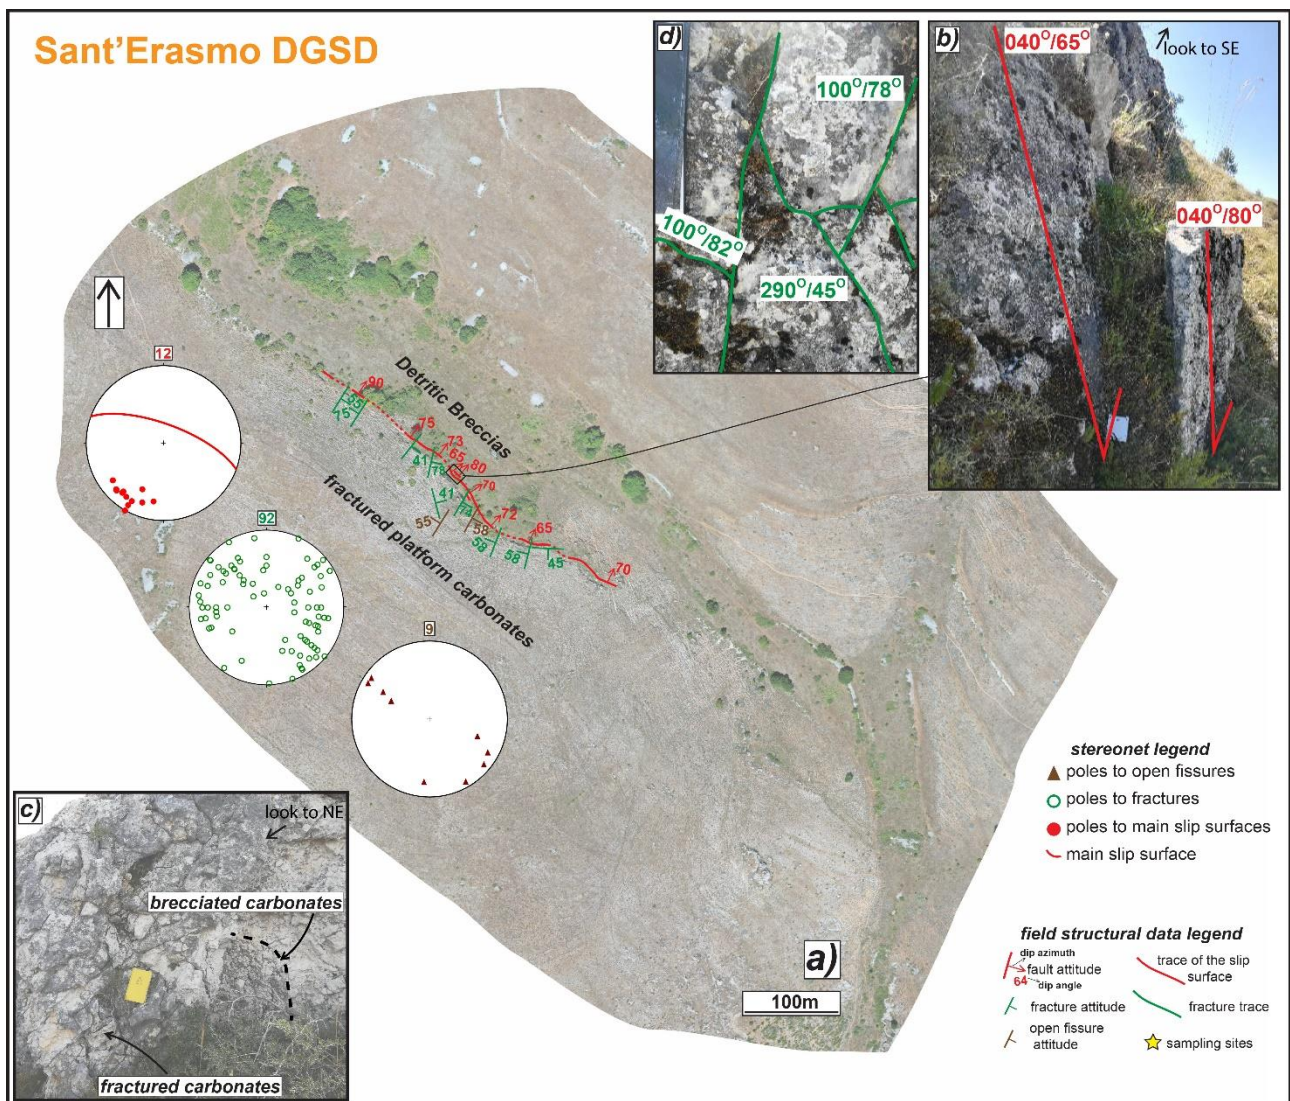 Sant'Erasmo DGSD
d)
100°/78°
100°/82°
290°/45°
b)
040°/65°
look to SE
040°/80°
12
92
9
Detritic Breccias
fractured platform carbonates
90
55
75
75
41
73
65
80
78
70
41
74
55
58
72
58
65
58
45
70
stereonet legend
poles to open fissures
poles to fractures
poles to main slip surfaces
main slip surface
c)
look to NE
brecciated carbonates
fractured carbonates
a)
100m
field structural data legend
dip azimuth
fault attitude
64
dip angle
trace of the slip
surface
fracture attitude
fracture trace
open fissure
attitude
sampling sites